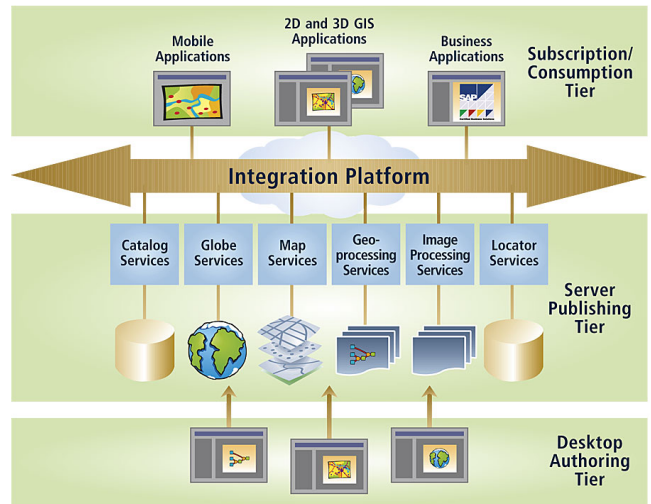 Mobile
Applications
2D and 3D GIS
Applications
Business
Applications
Subscription/
Consumption
Tier
SAP
Integration Platform
Catalog
Services
Globe
Services
Map
Services
Geo-
processing
Services
Image
Processing
Services
Locator
Services
Server
Publishing
Tier
Desktop
Authoring
Tier